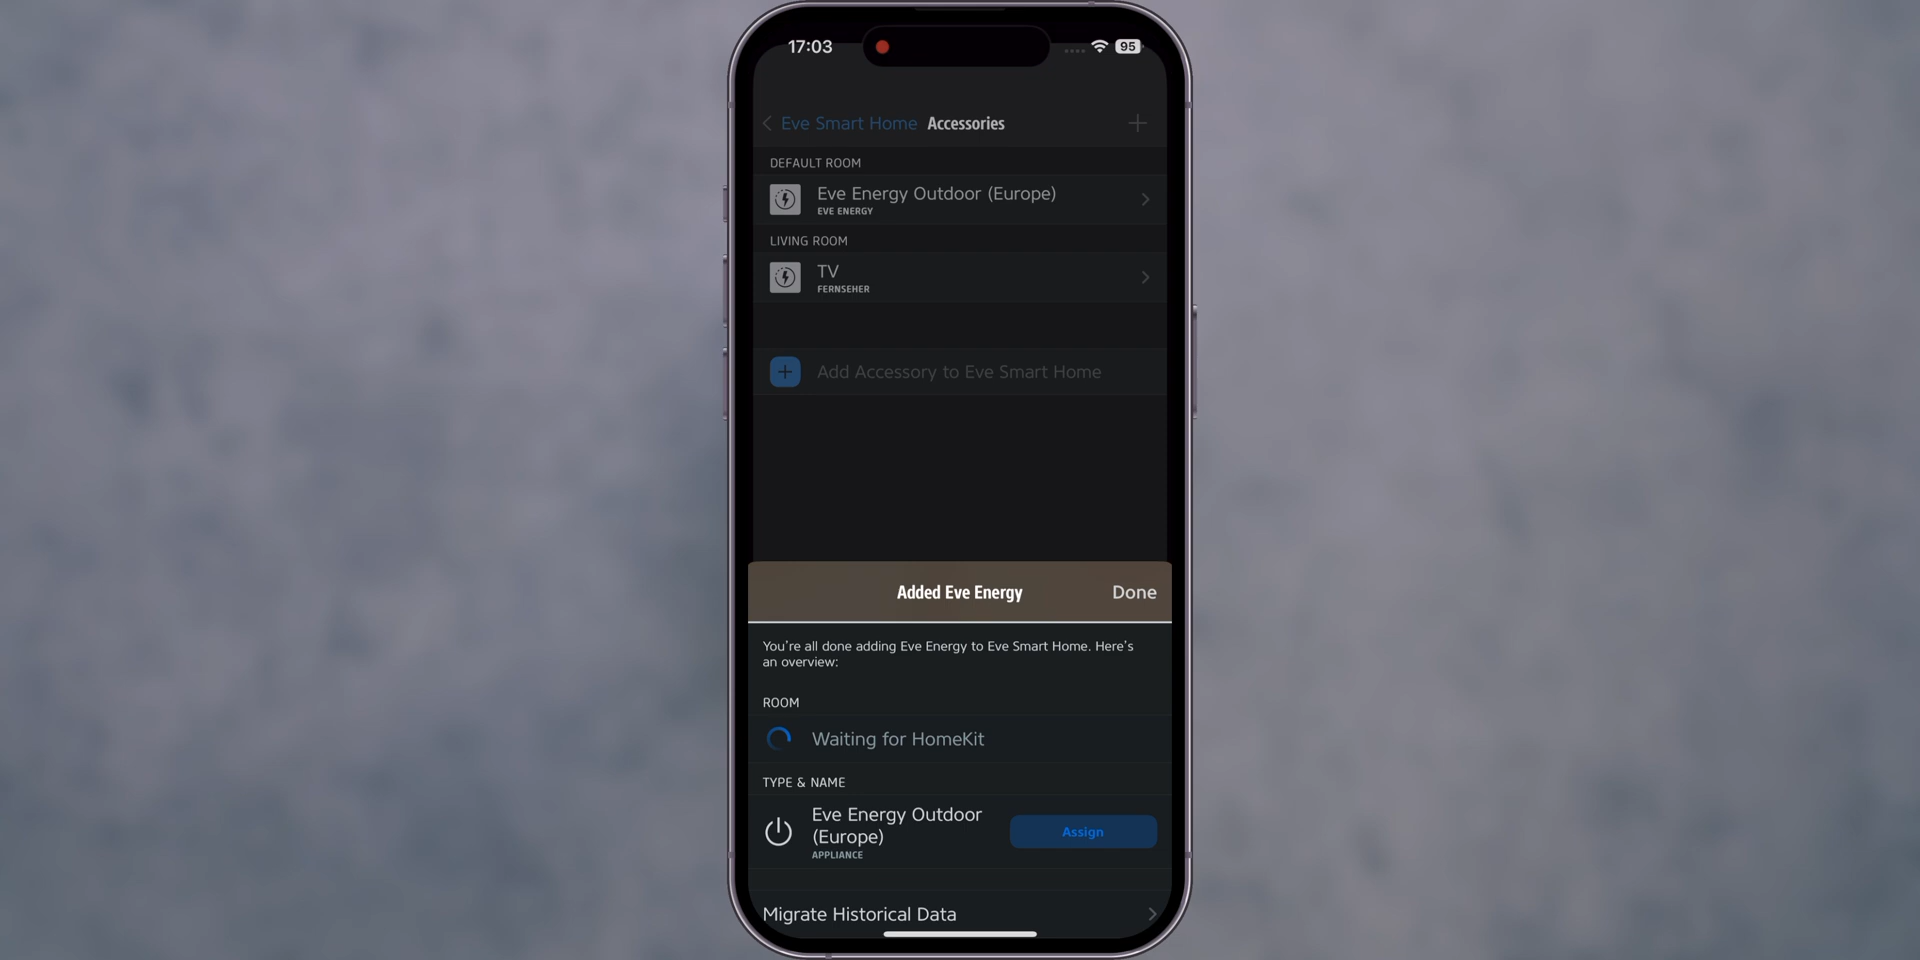 17:03
95
Eve Smart Home Accessories
DEFAULT ROOM
Eve Energy Outdoor (Europe)
EVE ENERGY
LIVING ROOM
TV
FERNSEHER
Add Accessory to Eve Smart Home
Added Eve Energy Done
You're all done adding Eve Energy to Eve Smart Home. Here's
an overview:
ROOM
Waiting for HomeKit
TYPE & NAME
Eve Energy Outdoor
(Europe)
APPLIANCE
Assign
Migrate Historical Data